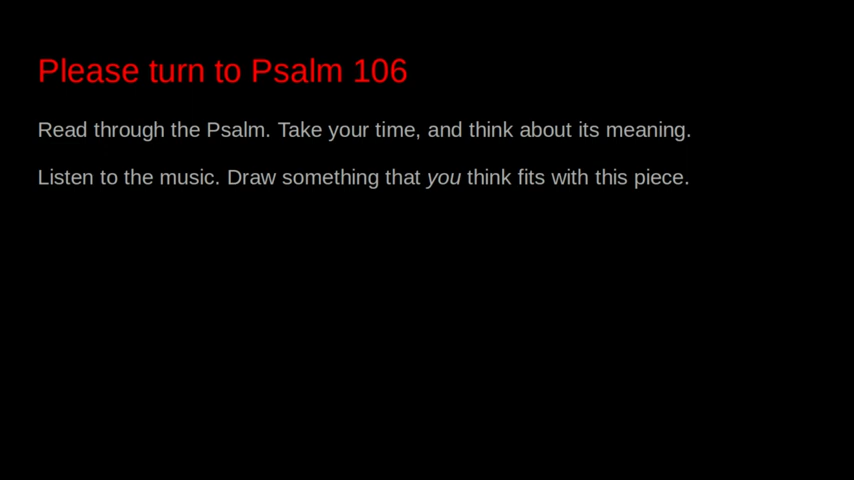 Please turn to Psalm 106
Read through the Psalm. Take your time, and think about its meaning.
Listen to the music. Draw something that you think fits with this piece.